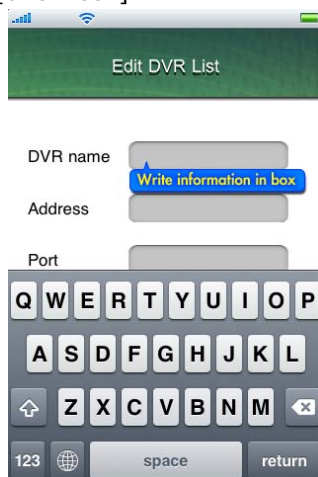 Edit DVR List
DVR name
Write information in box
Address
Port
Q W E R T Y U I O P
A S D F G H J K L
Z X C V B N M
123 space return